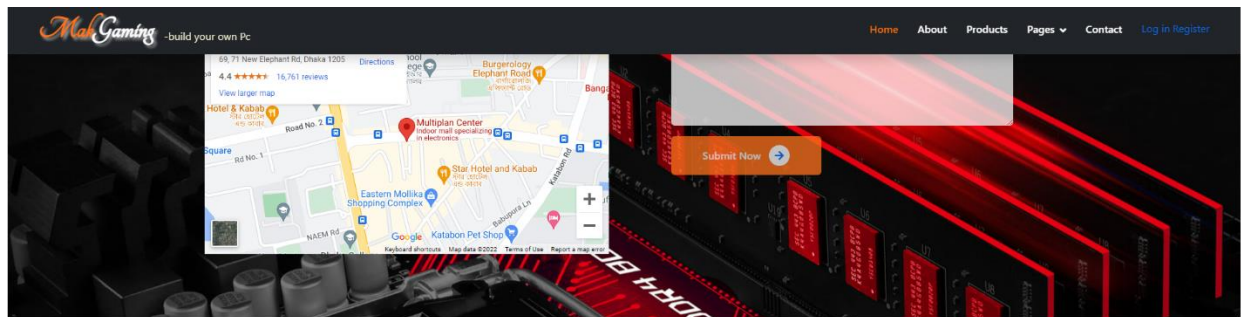 MahGaming -build your own Pc
Home About Products Pages Contact Log in Register
69, 71 New Elephant Rd, Dhaka 1205
Directions
4.4 16,761 reviews
View larger map
Burgerology
Elephant Road
Hotel & Kabab
Road No. 2
Multiplan Center
Indoor mall specializing
in electronics
Square
Rd No. 1
Star Hotel and Kabab
Katabon Rd
Eastern Mollika
Shopping Complex
Babupora Ln
NAEM Rd
Google
Katabon Pet Shop
Keyboard shortcuts Map data ©2022 Terms of Use Report a map error
Submit Now
DDR4